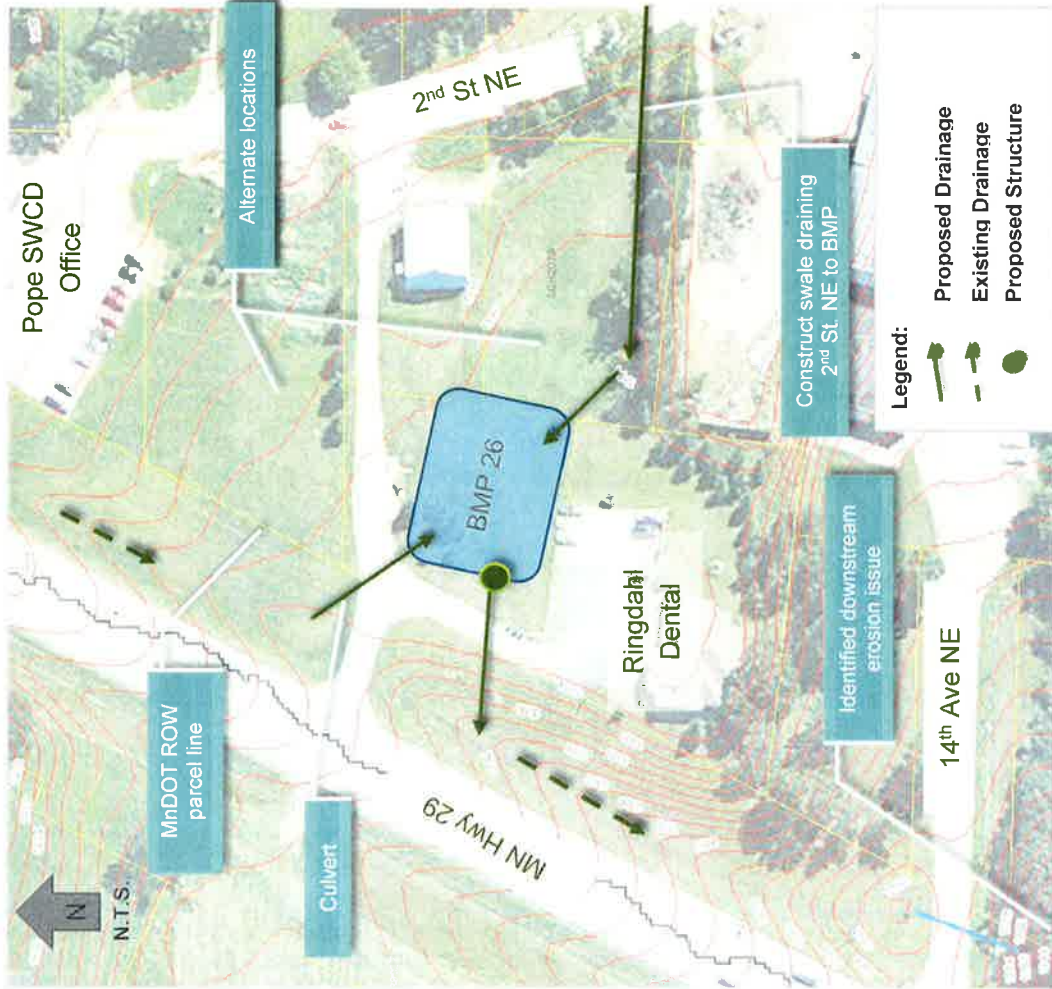 Pope SWCD
Office
Alternate locations
2nd St NE
MnDOT ROW
parcel line
N
N.T.S.
Culvert
BMP 26
MN Hwy 29
Ringdahl
Dental
Construct swale draining
2nd St. NE to BMP
Identified downstream
erosion issue
14th Ave NE
Legend:
Proposed Drainage
Existing Drainage
Proposed Structure